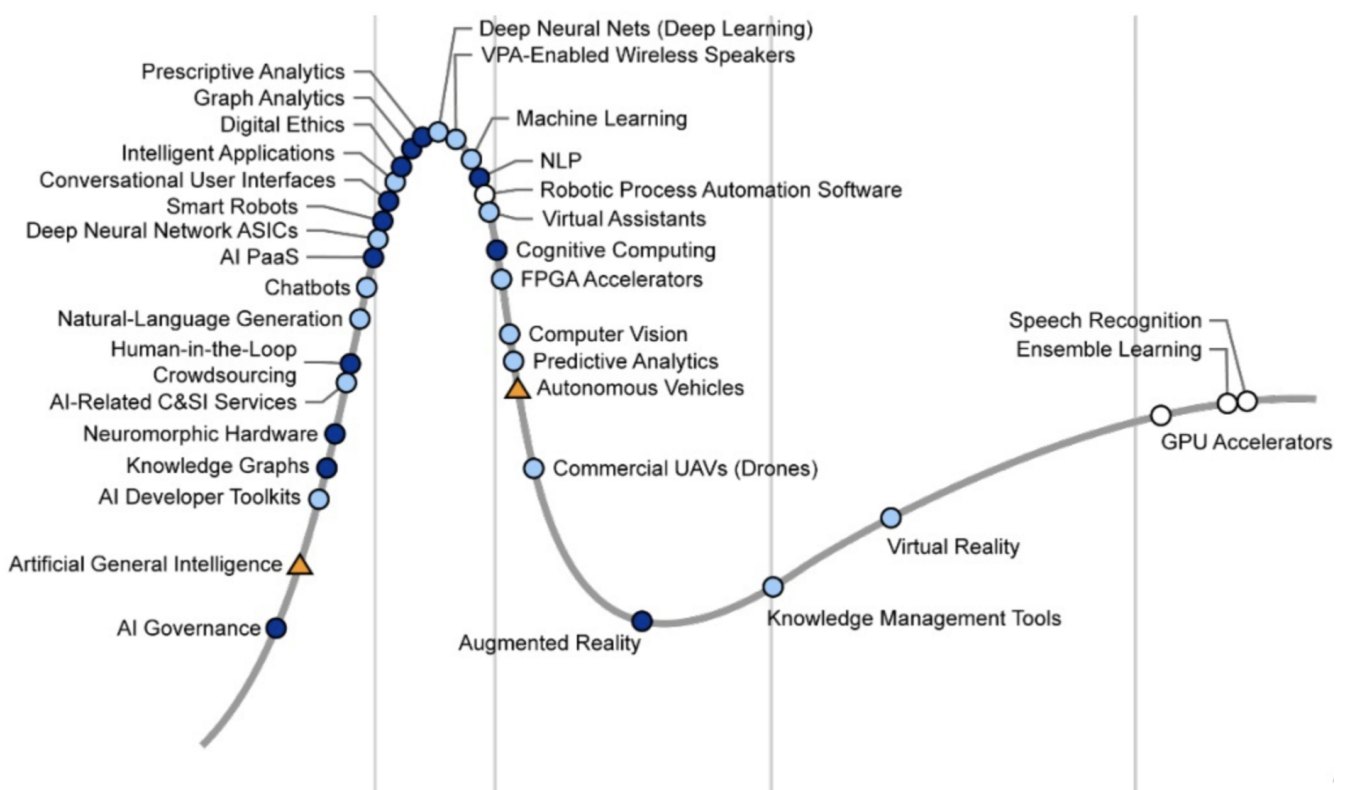 Deep Neural Nets (Deep Learning)
VPA-Enabled Wireless Speakers
Prescriptive Analytics
Graph Analytics
Digital Ethics
Intelligent Applications
Conversational User Interfaces
Smart Robots
Deep Neural Network ASICs
AI PaaS
Chatbots
Natural-Language Generation
Human-in-the-Loop
Crowdsourcing
AI-Related C&SI Services
Neuromorphic Hardware
Knowledge Graphs
AI Developer Toolkits
Artificial General Intelligence
AI Governance
Machine Learning
NLP
Robotic Process Automation Software
Virtual Assistants
Cognitive Computing
FPGA Accelerators
Computer Vision
Predictive Analytics
Autonomous Vehicles
Commercial UAVs (Drones)
Augmented Reality
Knowledge Management Tools
Virtual Reality
Speech Recognition
Ensemble Learning
GPU Accelerators